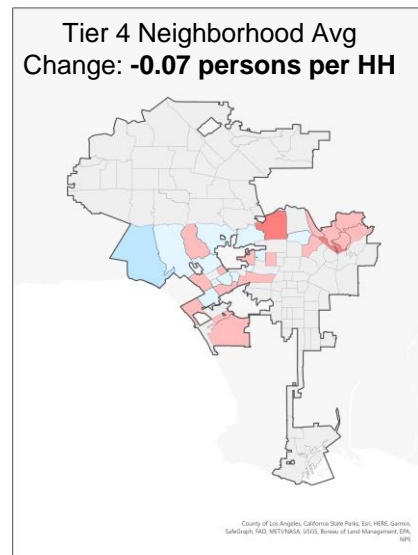 Tier 4 Neighborhood Avg
Change: -0.07 persons per HH
County of Los Angeles, California State Parks, Esri, HERE, Garmin,
SafeGraph, FAO, METI/NASA, USGS, Bureau of Land Management, EPA,
NPS